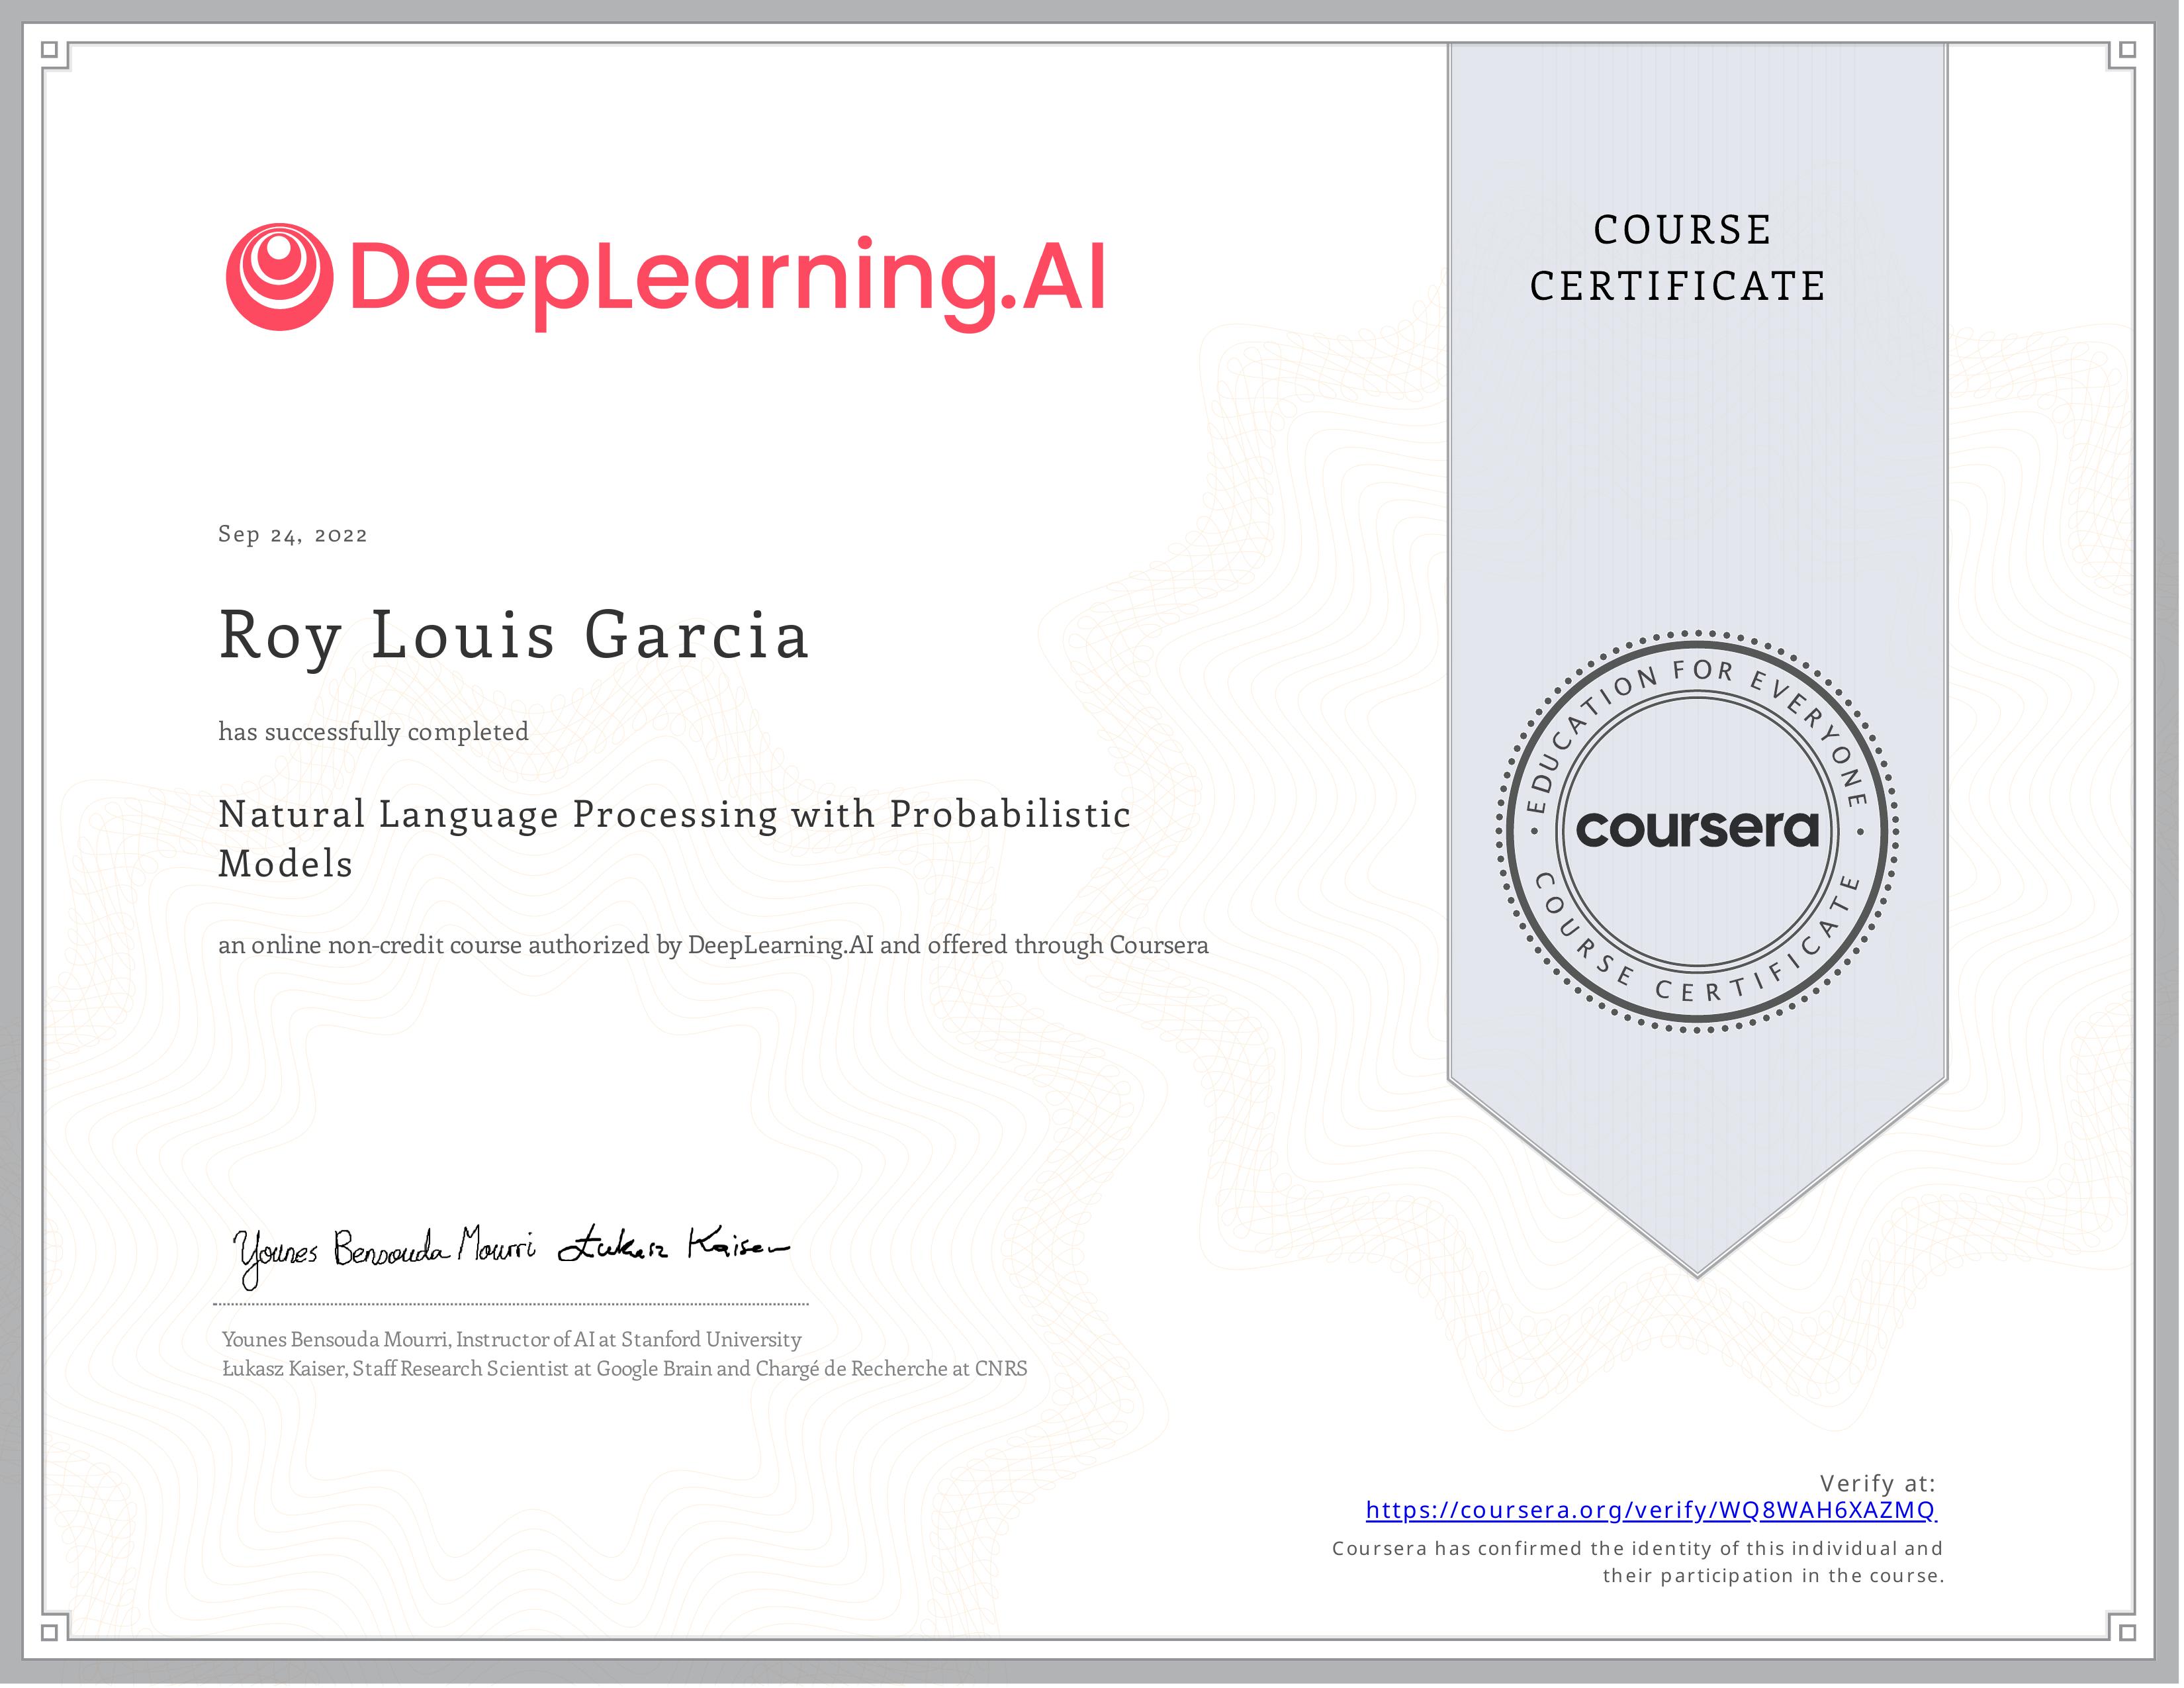 DeepLearning.AI
COURSE
CERTIFICATE
Sep 24, 2022
Roy Louis Garcia
has successfully completed
Natural Language Processing with Probabilistic
Models
an online non-credit course authorized by DeepLearning.AI and offered through Coursera
EDUCATION FOR EVERYONE
coursera
COURSE CERTIFICATE
Younes Bensouda Mourri Łukasz Kaiser
Younes Bensouda Mourri, Instructor of AI at Stanford University
Łukasz Kaiser, Staff Research Scientist at Google Brain and Chargé de Recherche at CNRS
Verify at:
https://coursera.org/verify/WQ8WAH6XAZMQ
Coursera has confirmed the identity of this individual and
their participation in the course.